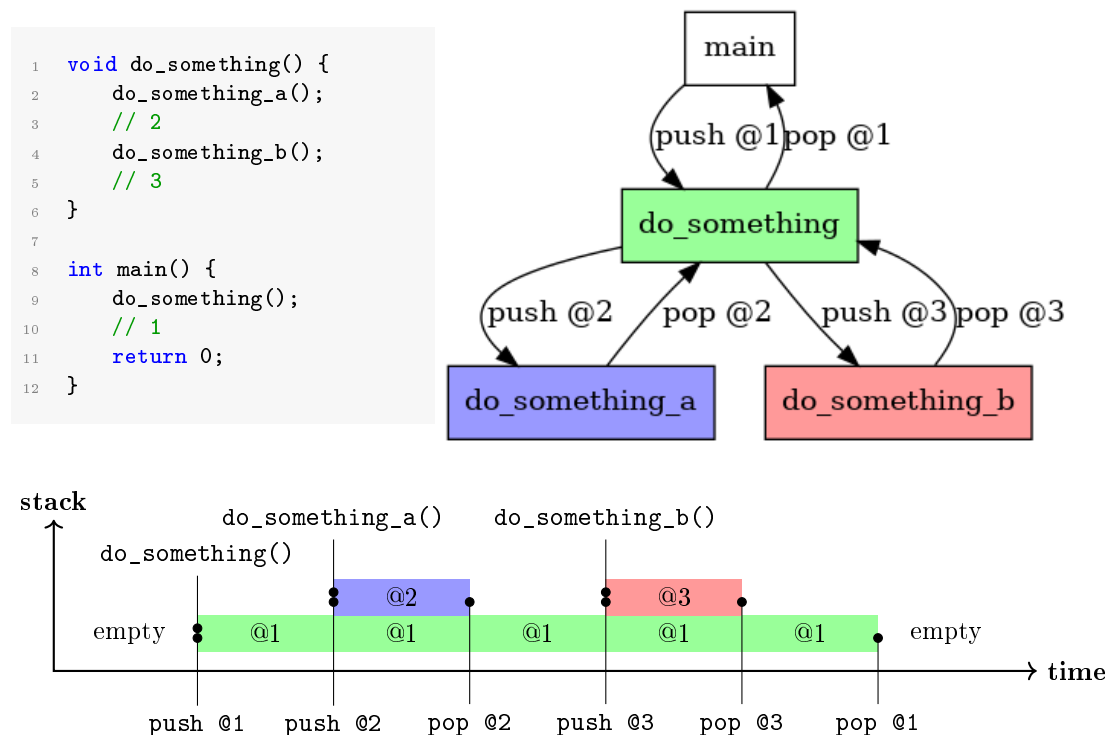 1 void do_something() {
2 do_something_a();
3 // 2
4 do_something_b();
5 // 3
6 }
7
8 int main() {
9 do_something();
10 // 1
11 return 0;
12 }
main
push @1 pop @1
do_something
push @2 pop @2 push @3 pop @3
do_something_a do_something_b
stack
do_something_a() do_something_b()
do_something()
@2 @3
empty @1 @1 @1 @1 @1 empty
time
push @1 push @2 pop @2 push @3 pop @3 pop @1